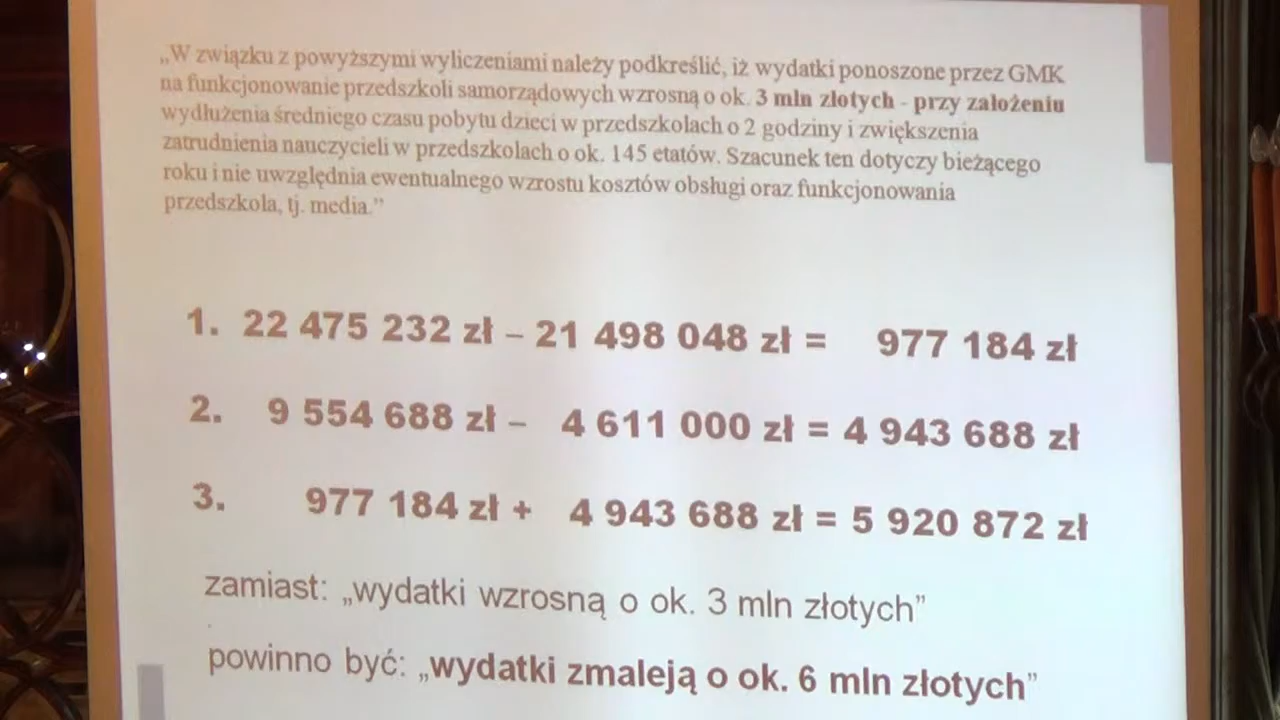 „W związku z powyższymi wyliczeniami należy podkreślić, iż wydatki ponoszone przez GMK
na funkcjonowanie przedszkoli samorządowych wzrosną o ok. 3 mln złotych - przy założeniu
wydłużenia średniego czasu pobytu dzieci w przedszkolach o 2 godziny i zwiększenia
zatrudnienia nauczycieli w przedszkolach o ok. 145 etatów. Szacunek ten dotyczy bieżącego
roku i nie uwzględnia ewentualnego wzrostu kosztów obsługi oraz funkcjonowania
przedszkola, tj. media.”
1. 22 475 232 zł – 21 498 048 zł = 977 184 zł
2. 9 554 688 zł – 4 611 000 zł = 4 943 688 zł
3. 977 184 zł + 4 943 688 zł = 5 920 872 zł
zamiast: „wydatki wzrosną o ok. 3 mln złotych”
powinno być: „wydatki zmaleją o ok. 6 mln złotych”